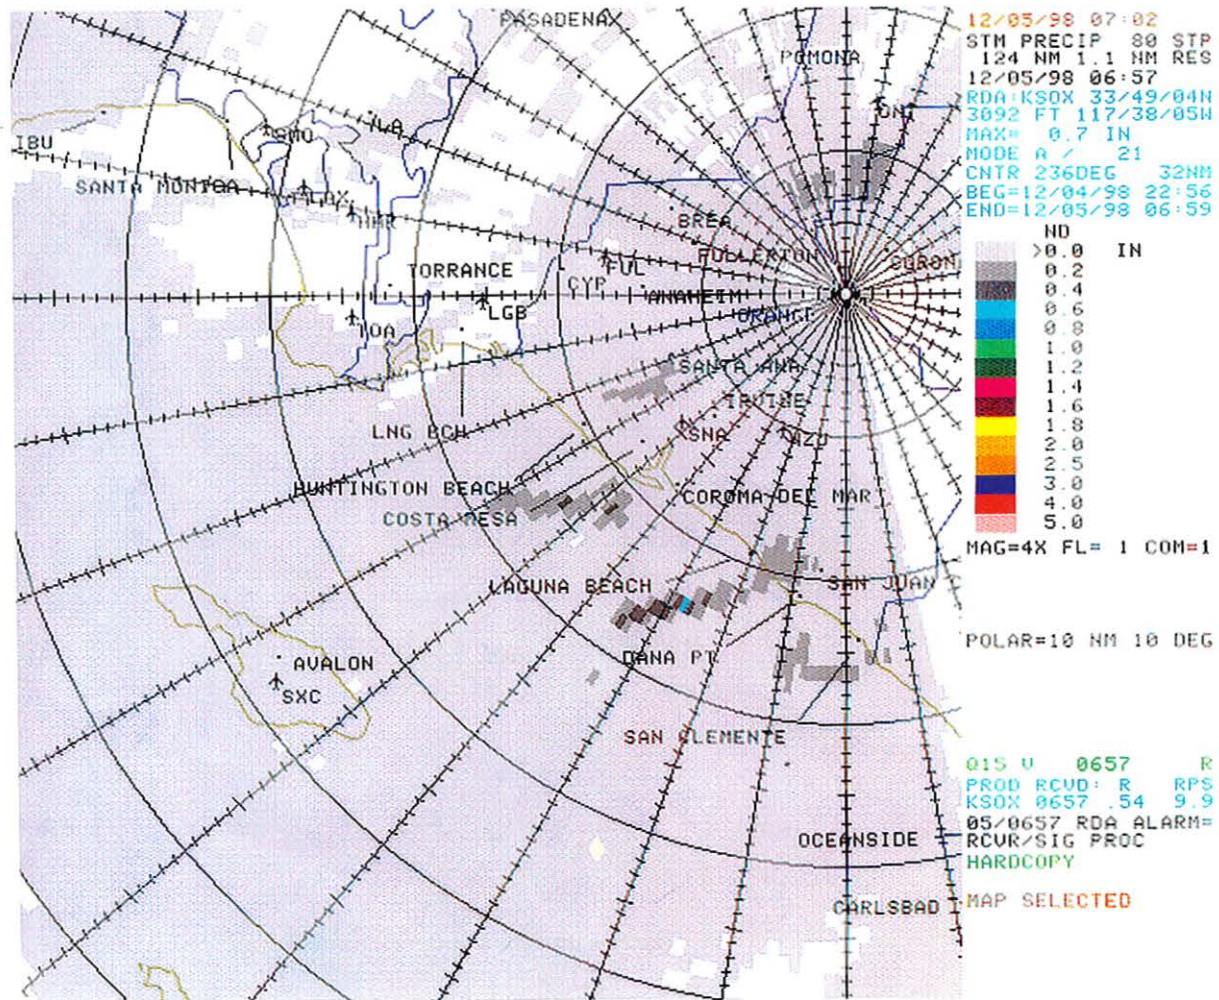 12/05/98 07:02
STM PRECIP 80 STP
124 NM 1.1 NM RES
12/05/98 06:57
RDA:KSOX 33/49/04N
3092 FT 117/38/05W
MAX= 0.7 IN
MODE A / 21
CNTR 236DEG 32NM
BEG=12/04/98 22:56
END=12/05/98 06:59
ND
>0.0 IN
0.2
0.4
0.6
0.8
1.0
1.2
1.4
1.6
1.8
2.0
2.5
3.0
4.0
5.0
MAG=4X FL= 1 COM=1
POLAR=10 NM 10 DEG
Q15 V 0657 R
PROD RCVD: R RPS
KSOX 0657 .54 9.9
05/0657 RDA ALARM=
RCVR/SIG PROC
HARDCOPY
MAP SELECTED
PASADENA
POMONA
IBU
SMO
SANTA MONICA
LAX
HHR
BREA
FULLERTON
CORON
TORRANCE
FUL
CYP
ANAHEIM
LGB
ORANGE
TOA
SANTA ANA
IRVINE
LNG BCH
SNA
NZJ
HUNTINGTON BEACH
COROMA DEL MAR
COSTA MESA
LAGUNA BEACH
SAN JUAN C
DANA PT
AVALON
SXC
SAN CLEMENTE
OCEANSIDE
CARLSBAD